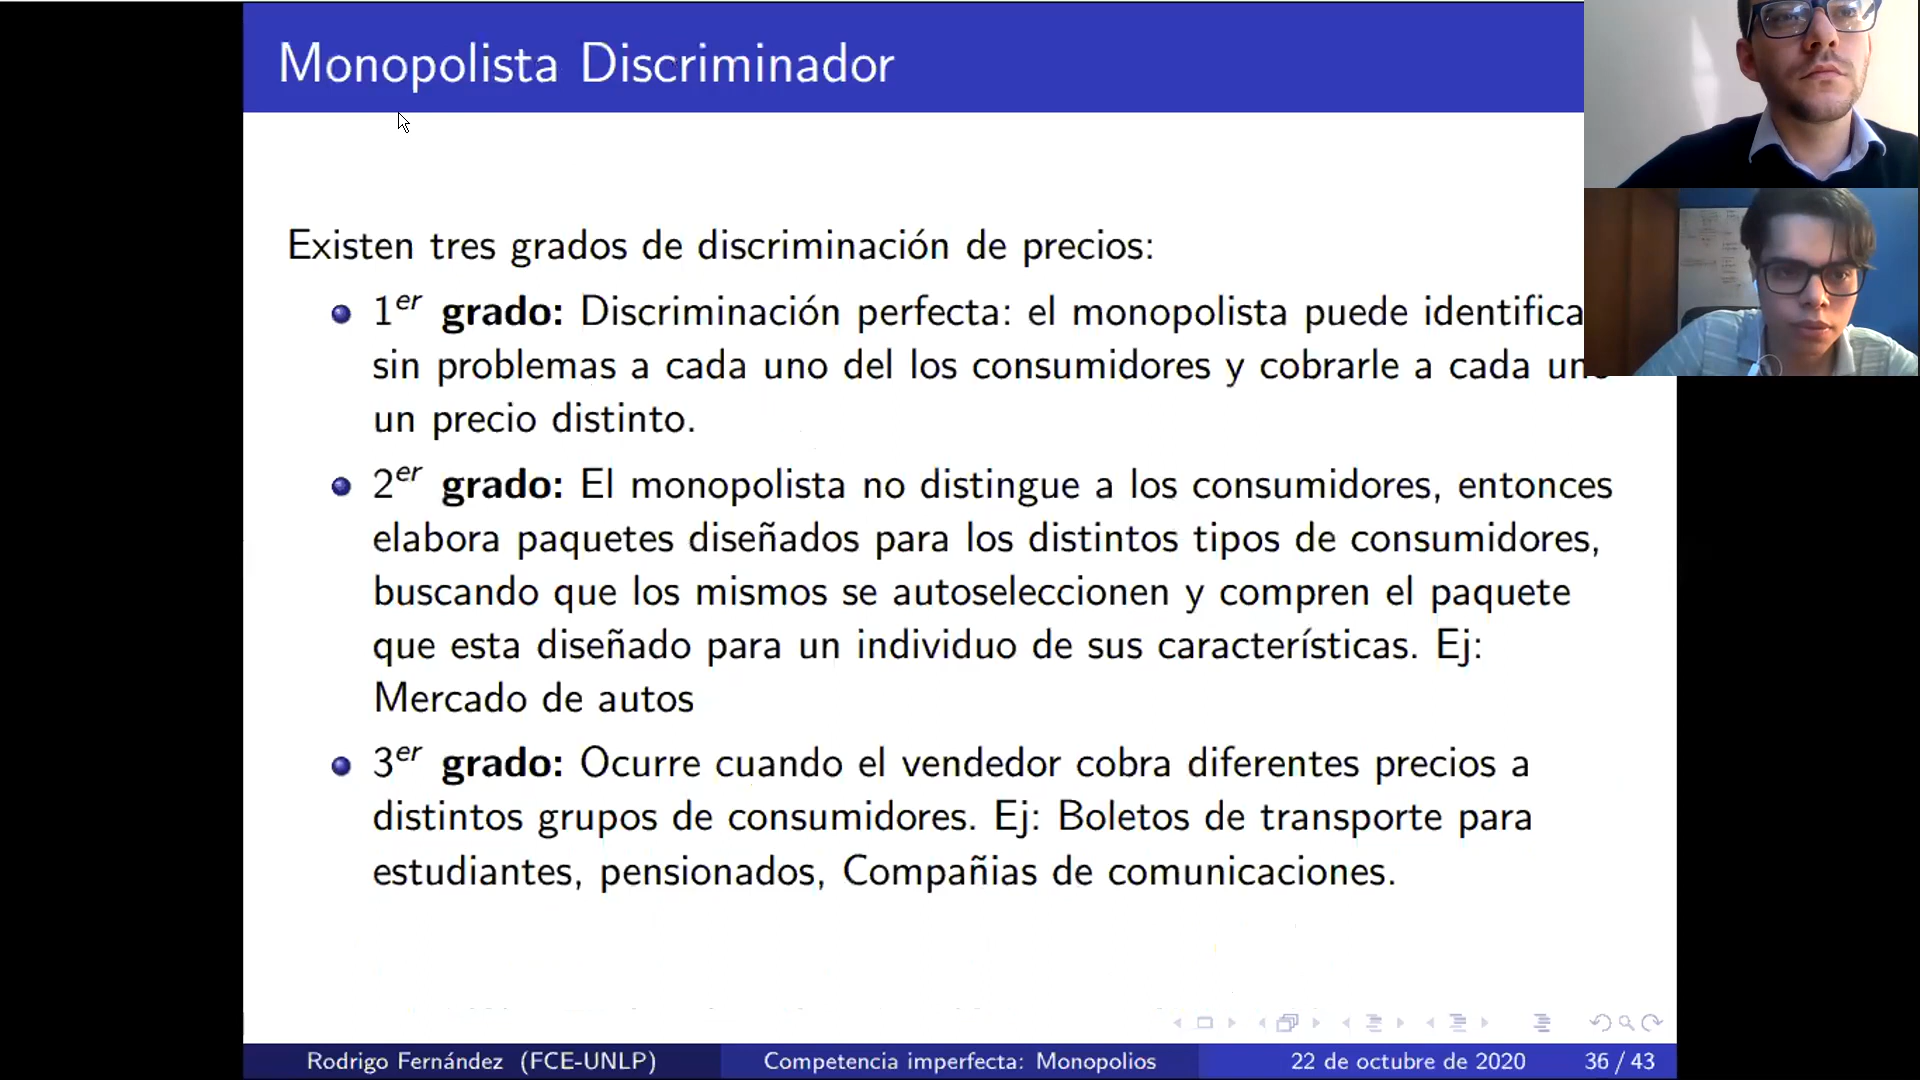 Monopolista Discriminador
Existen tres grados de discriminación de precios:
1er grado: Discriminación perfecta: el monopolista puede identifica
sin problemas a cada uno del los consumidores y cobrarle a cada uno
un precio distinto.
2er grado: El monopolista no distingue a los consumidores, entonces
elabora paquetes diseñados para los distintos tipos de consumidores,
buscando que los mismos se autoseleccionen y compren el paquete
que esta diseñado para un individuo de sus características. Ej:
Mercado de autos
3er grado: Ocurre cuando el vendedor cobra diferentes precios a
distintos grupos de consumidores. Ej: Boletos de transporte para
estudiantes, pensionados, Compañias de comunicaciones.
Rodrigo Fernández (FCE-UNLP) Competencia imperfecta: Monopolios 22 de octubre de 2020 36 / 43